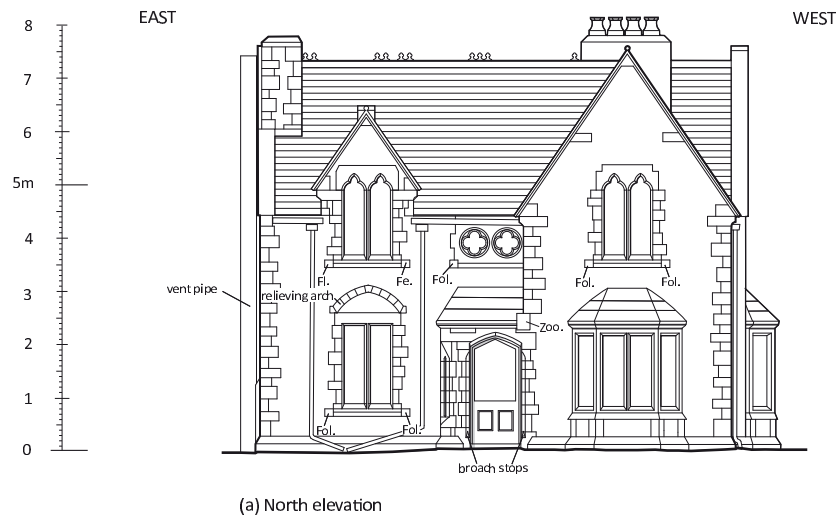 EAST
WEST
8
7
6
5m
4
3
2
1
0
vent pipe
relieving arch
Fl.
Fe.
Fol.
Fol.
Fol.
Zoo.
Fol.
Fol.
broach stops
(a) North elevation